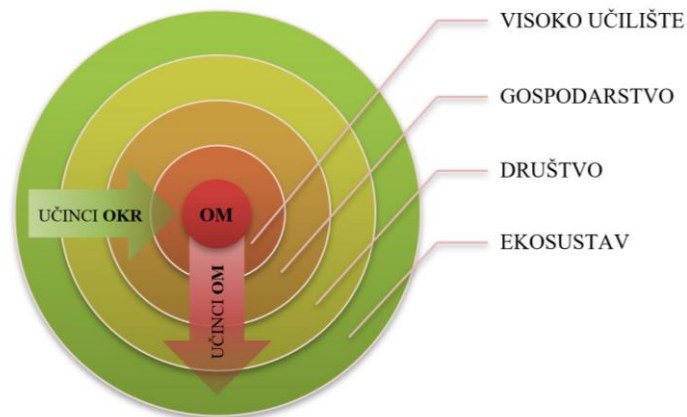 VISOKO UČILIŠTE
GOSPODARSTVO
DRUŠTVO
EKOSUSTAV
UČINCI OKR
OM
UČINCI OM